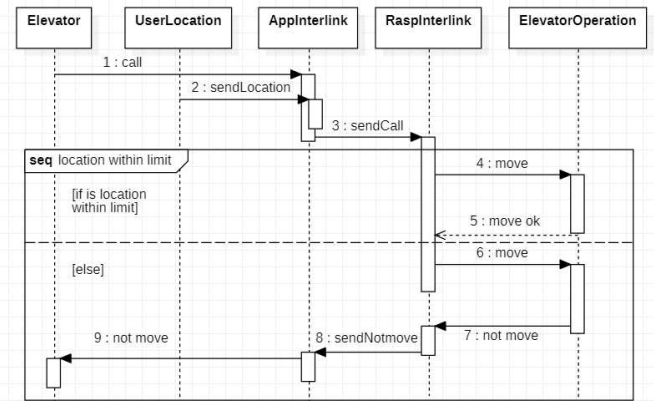 Elevator
UserLocation
AppInterlink
RaspInterlink
ElevatorOperation
1 : call
2 : sendLocation
3 : sendCall
seq location within limit
4 : move
[if is location
within limit]
5 : move ok
6 : move
[else]
7 : not move
8 : sendNotmove
9 : not move